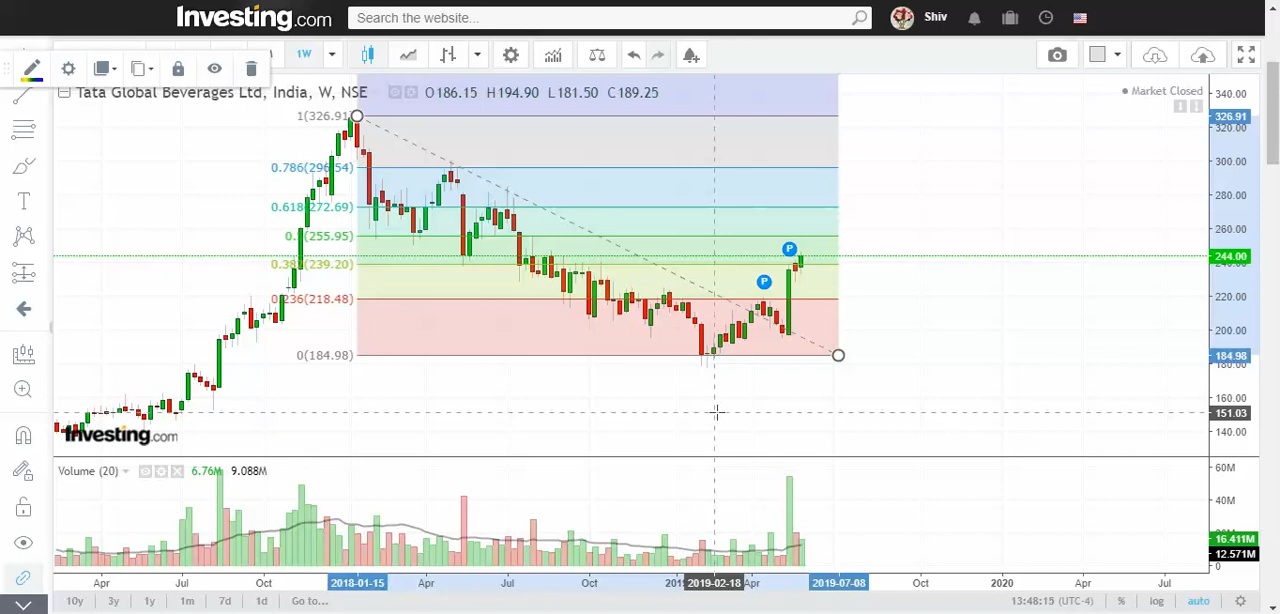 Investing.com
Search the website...
Shiv
1W
Tata Global Beverages Ltd, India, W, NSE
O186.15 H194.90 L181.50 C189.25
Market Closed
1(326.91)
0.786(296.54)
0.618(272.69)
0.5(255.95)
0.382(239.20)
0.236(218.48)
0(184.98)
P
P
340.00
326.91
320.00
300.00
280.00
260.00
244.00
220.00
200.00
184.98
180.00
160.00
151.03
140.00
Investing.com
Volume (20)
6.76M 9.088M
60M
40M
16.411M
12.571M
0
Apr Jul Oct 2018-01-15 Apr Jul Oct 2019-02-18 Apr 2019-07-08 Oct 2020 Apr Jul
10y 3y 1y 1m 7d 1d Go to...
13:48:15 (UTC-4) % log auto